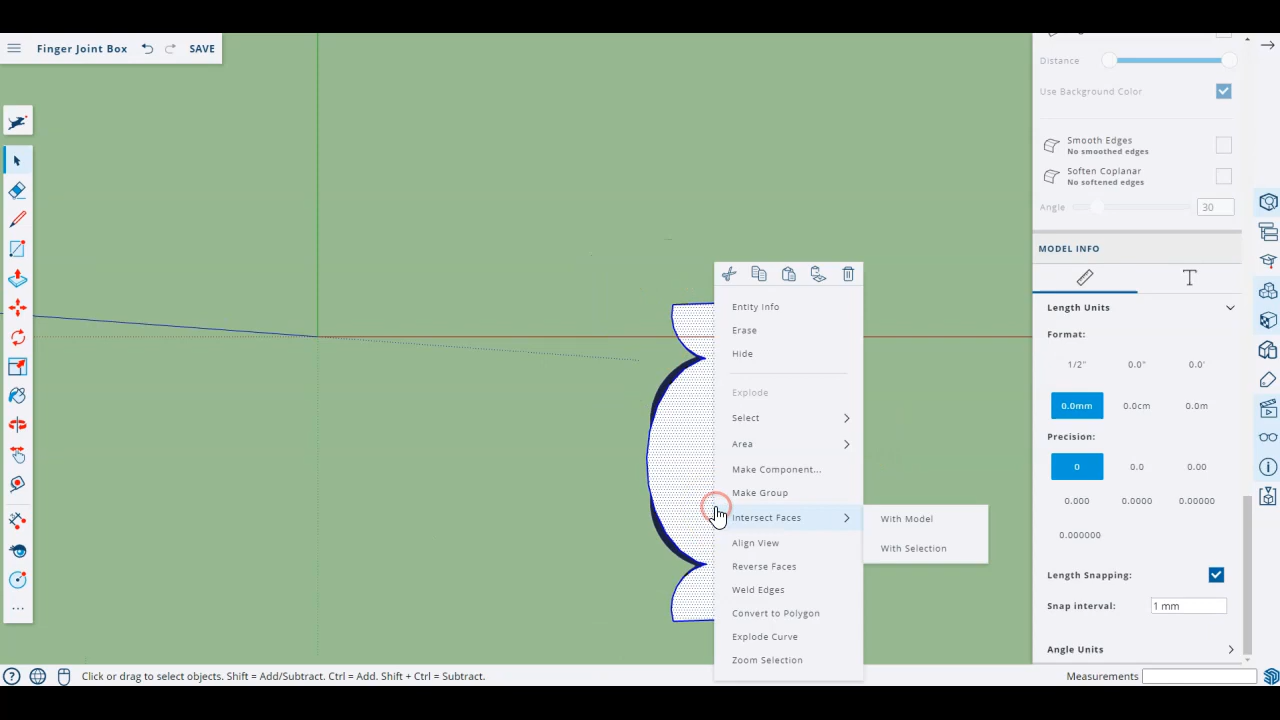 Finger Joint Box
SAVE
Distance
Use Background Color
Smooth Edges
No smoothed edges
Soften Coplanar
No softened edges
Angle
30
MODEL INFO
Length Units
Format:
1/2"
0.0"
0.0'
0.0mm
0.0cm
0.0m
Precision:
0
0.0
0.00
0.000
0.0000
0.00000
0.000000
Length Snapping:
Snap interval:
1 mm
Angle Units
Entity Info
Erase
Hide
Explode
Select
Area
Make Component...
Make Group
Intersect Faces
With Model
With Selection
Align View
Reverse Faces
Weld Edges
Convert to Polygon
Explode Curve
Zoom Selection
Click or drag to select objects. Shift = Add/Subtract. Ctrl = Add. Shift + Ctrl = Subtract.
Measurements